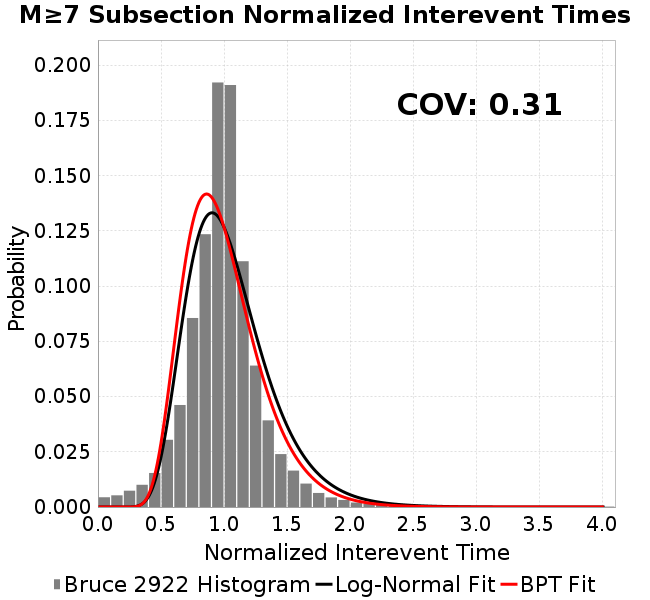 M≥7 Subsection Normalized Interevent Times
COV: 0.31
Probability
0.200
0.175
0.150
0.125
0.100
0.075
0.050
0.025
0.000
0.0 0.5 1.0 1.5 2.0 2.5 3.0 3.5 4.0
Normalized Interevent Time
Bruce 2922 Histogram Log-Normal Fit BPT Fit